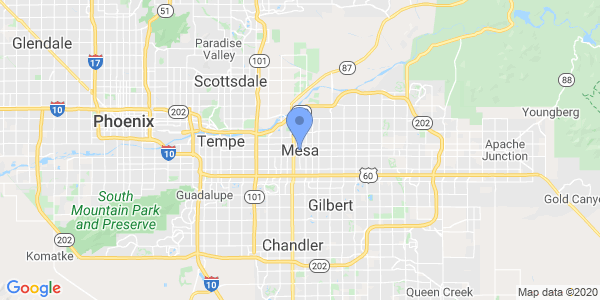 51
Glendale
Paradise
Valley
17
101
87
Scottsdale
88
10
202
202
Youngberg
Phoenix
Tempe
Mesa
Apache
Junction
10
60
South
Mountain Park
and Preserve
Guadalupe
101
Gilbert
Gold Canyo
202
Komatke
Chandler
202
10
Queen Creek
Google
Map data ©2020